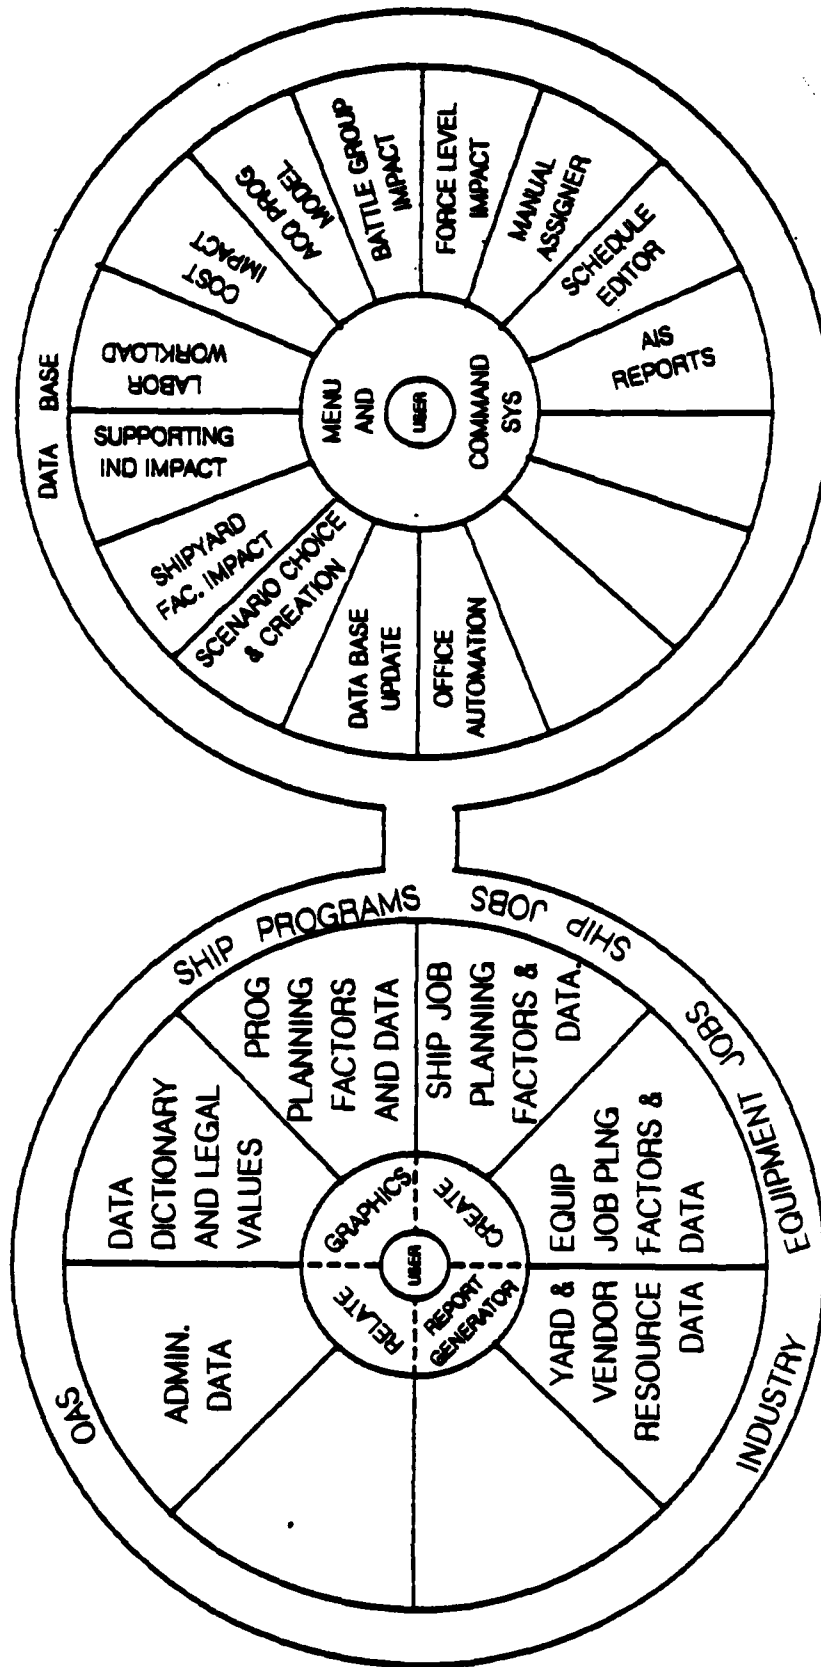 DATA BASE
SUPPORTING
IND IMPACT
LABOR
WORKLOAD
COST
IMPACT
ACQ PROG
MODEL
BATTLE GROUP
IMPACT
FORCE LEVEL
IMPACT
MANUAL
ASSIGNER
SCHEDULE
EDITOR
AIS
REPORTS
SHIPYARD
FAC. IMPACT
SCENARIO CHOICE
& CREATION
DATA BASE
UPDATE
OFFICE
AUTOMATION
MENU
AND
USER
COMMAND
SYS
OAS
SHIP PROGRAMS
SHIP JOBS
EQUIPMENT JOBS
INDUSTRY
ADMIN.
DATA
DATA
DICTIONARY
AND LEGAL
VALUES
PROG
PLANNING
FACTORS
AND DATA
SHIP JOB
PLANNING
FACTORS &
DATA.
EQUIP
JOB PLNG
FACTORS &
DATA
YARD &
VENDOR
RESOURCE
DATA
RELATE
GRAPHICS
CREATE
REPORT
GENERATOR
USER